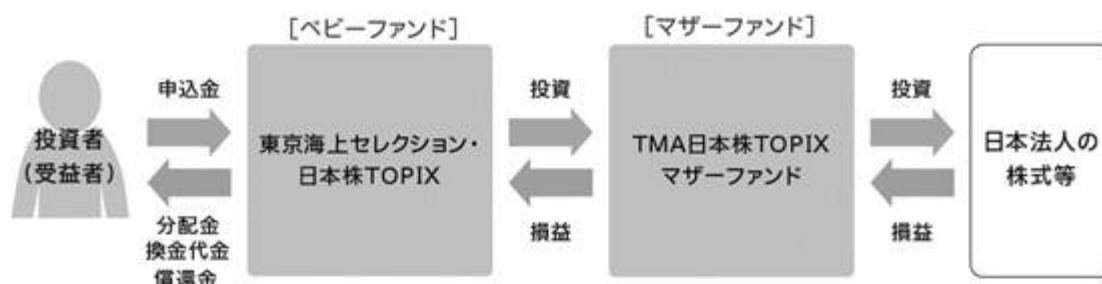 [ベビーファンド]
[マザーファンド]
投資者
(受益者)
申込金
分配金
換金代金
償還金
東京海上セレクション・
日本株TOPIX
投資
損益
TMA日本株TOPIX
マザーファンド
投資
損益
日本法人の
株式等